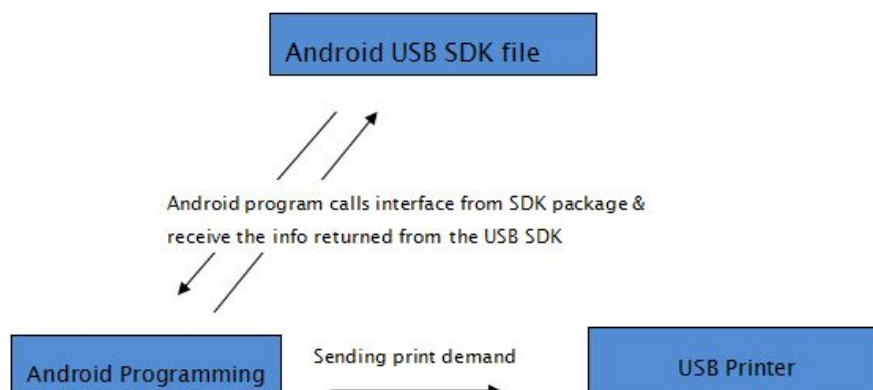 Android USB SDK file
Android program calls interface from SDK package &
receive the info returned from the USB SDK
Sending print demand
USB Printer
Android Programming